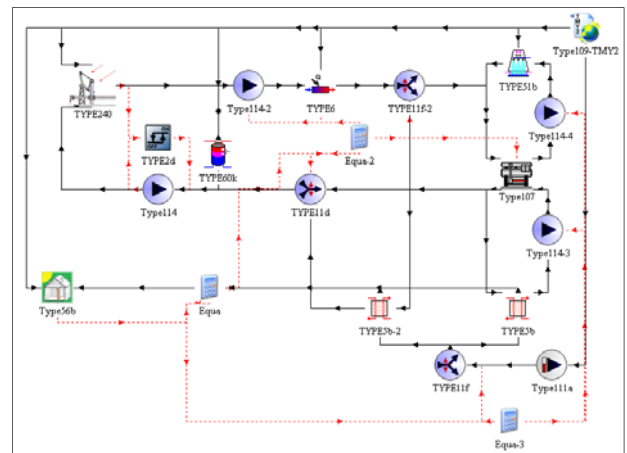 Type109-TMY2
TYPE51b
TYPE240
Type114-2
TYPE6
TYPE11f-2
Type114-4
Equa-2
TYPE2d
TYPE60k
Type107
Type114
TYPE11d
Type114-3
Type56b
Equa
TYPE5b-2
TYPE5b
TYPE11f
Type111a
Equa-3